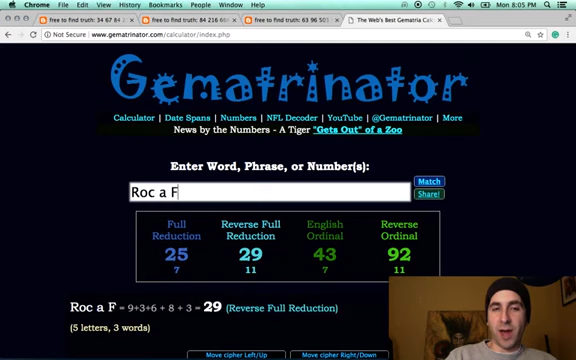 Chrome File Edit View History Bookmarks People Window Help Mon 8:05 PM
free to find truth: 34 67 84 2 free to find truth: 84 216 66 free to find truth: 63 96 503 The Web's Best Gematria Calc
Not Secure www.gematrinator.com/calculator/index.php
Gematrinator
Calculator | Date Spans | Numbers | NFL Decoder | YouTube | @Gematrinator | More
News by the Numbers - A Tiger "Gets Out" of a Zoo
Enter Word, Phrase, or Number(s):
Roc a F Match
Share!
Full Reduction Reverse Full Reduction English Ordinal Reverse Ordinal
25 29 43 92
7 11 7 11
Roc a F = 9+3+6 + 8 + 3 = 29 (Reverse Full Reduction)
(5 letters, 3 words)
Move cipher Left/Up Move cipher Right/Down